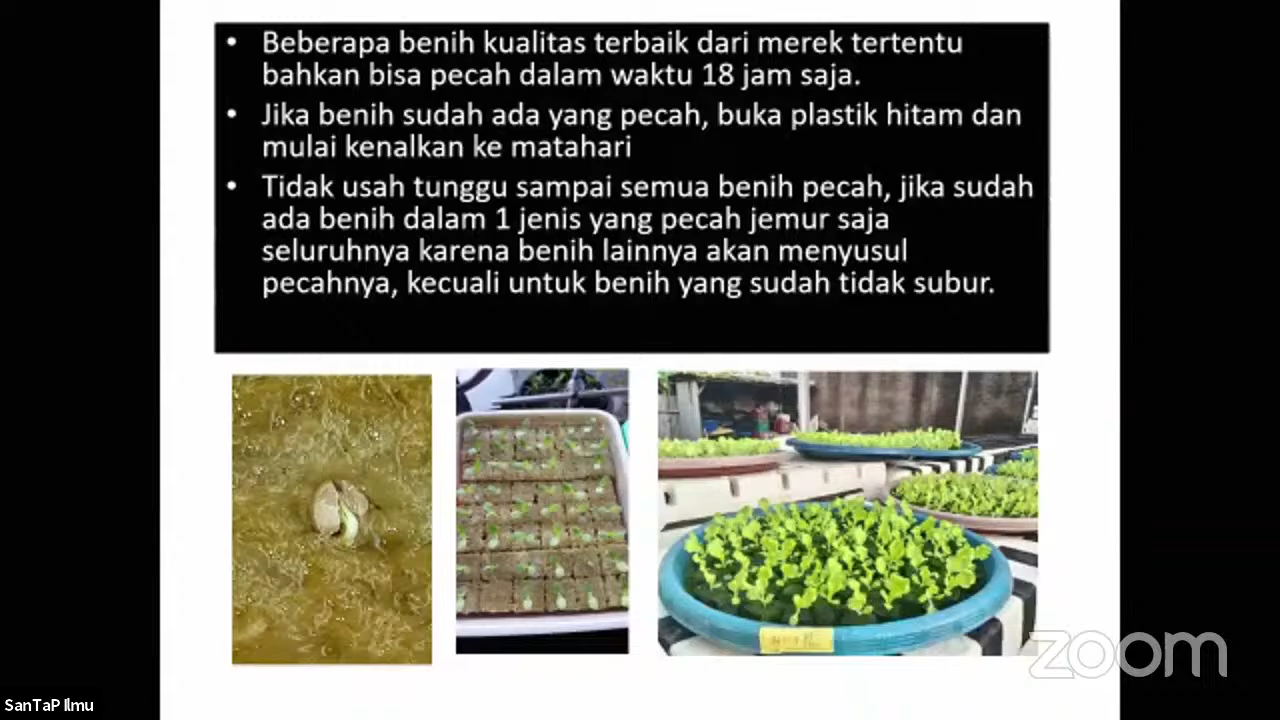 • Beberapa benih kualitas terbaik dari merek tertentu
bahkan bisa pecah dalam waktu 18 jam saja.
• Jika benih sudah ada yang pecah, buka plastik hitam dan
mulai kenalkan ke matahari
• Tidak usah tunggu sampai semua benih pecah, jika sudah
ada benih dalam 1 jenis yang pecah jemur saja
seluruhnya karena benih lainnya akan menyusul
pecahnya, kecuali untuk benih yang sudah tidak subur.
zoom
SanTaP Ilmu